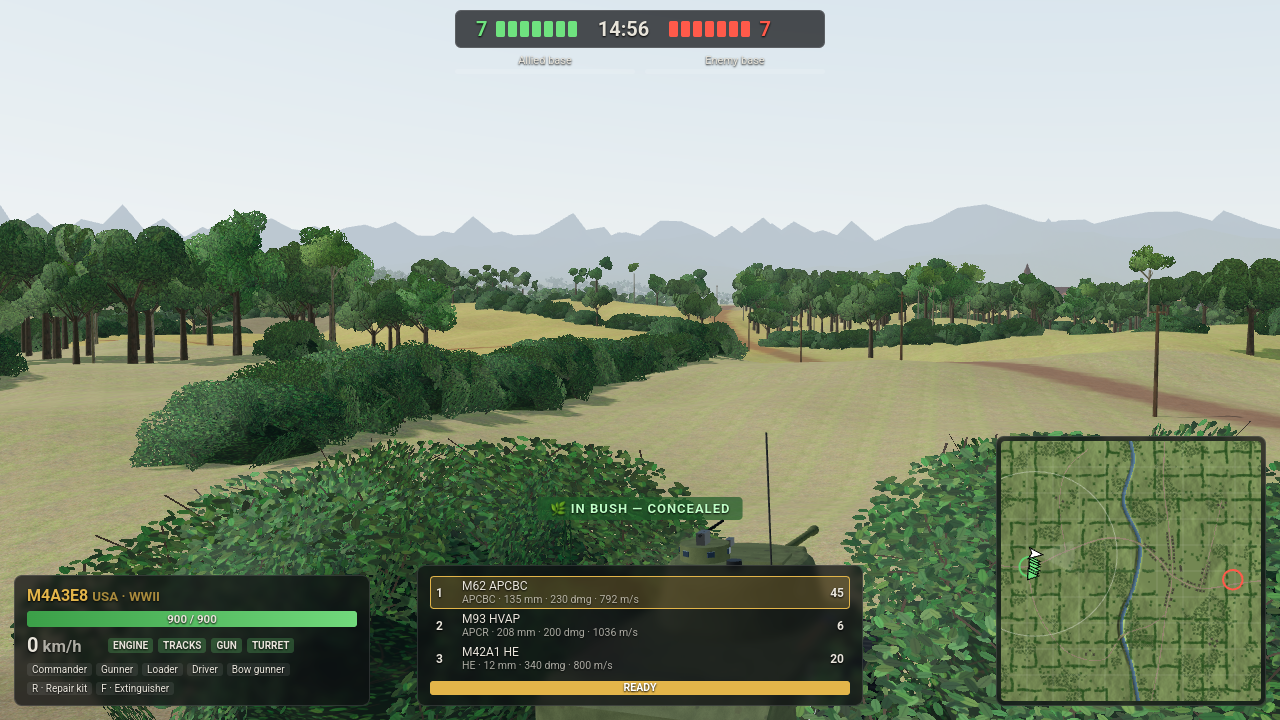 7 14:56 7
Allied base Enemy base
🌿 IN BUSH — CONCEALED
M4A3E8 USA · WWII
900 / 900
0 km/h ENGINE TRACKS GUN TURRET
Commander Gunner Loader Driver Bow gunner
R · Repair kit F · Extinguisher
1 M62 APCBC 45
APCBC · 135 mm · 230 dmg · 792 m/s
2 M93 HVAP 6
APCR · 208 mm · 200 dmg · 1036 m/s
3 M42A1 HE 20
HE · 12 mm · 340 dmg · 800 m/s
READY